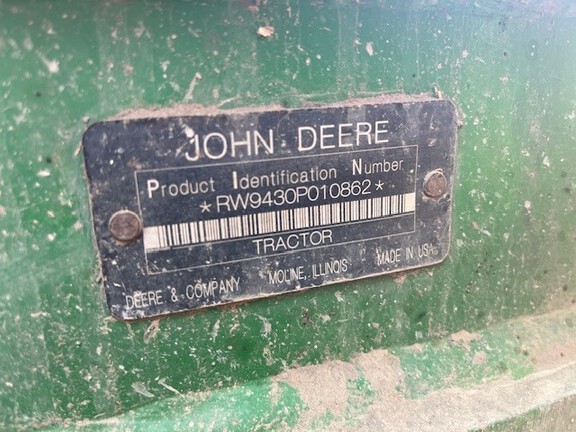 JOHN DEERE
Product Identification Number
*RW9430P010862*
TRACTOR
DEERE & COMPANY MOLINE, ILLINOIS MADE IN USA